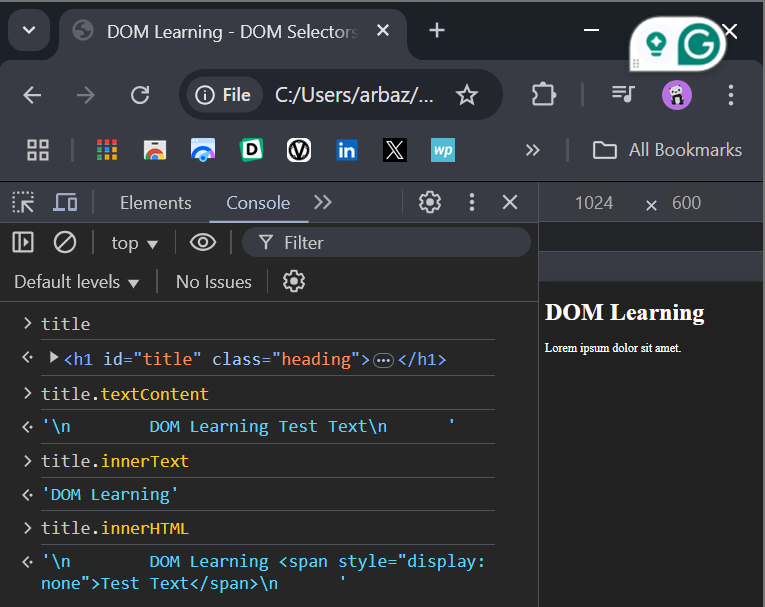 DOM Learning - DOM Selectors
File
C:/Users/arbaz/...
D
V
in
X
wp
All Bookmarks
Elements
Console
1024 × 600
top
Filter
Default levels
No Issues
title
<h1 id="title" class="heading">…</h1>
title.textContent
'\n        DOM Learning Test Text\n      '
title.innerText
'DOM Learning'
title.innerHTML
'\n        DOM Learning <span style="display:
none">Test Text</span>\n      '
DOM Learning
Lorem ipsum dolor sit amet.